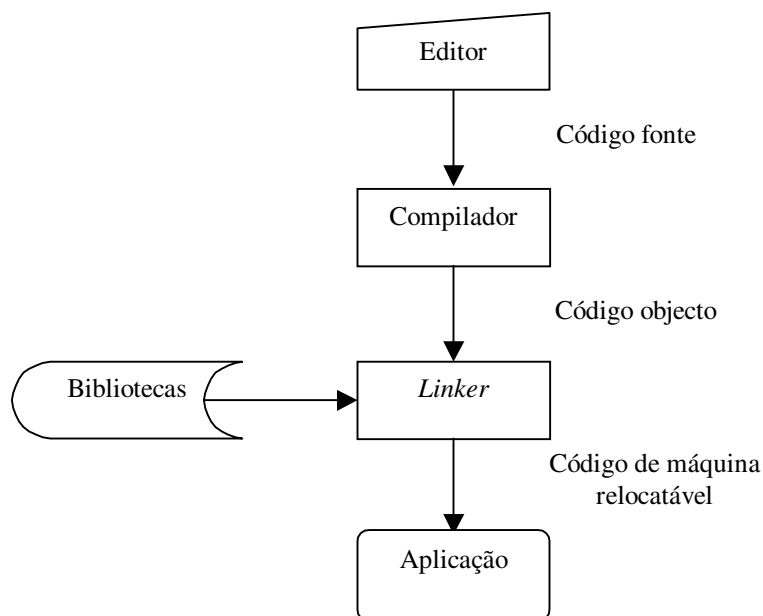 Editor
Código fonte
Compilador
Código objecto
Bibliotecas
Linker
Código de máquina
relocatável
Aplicação